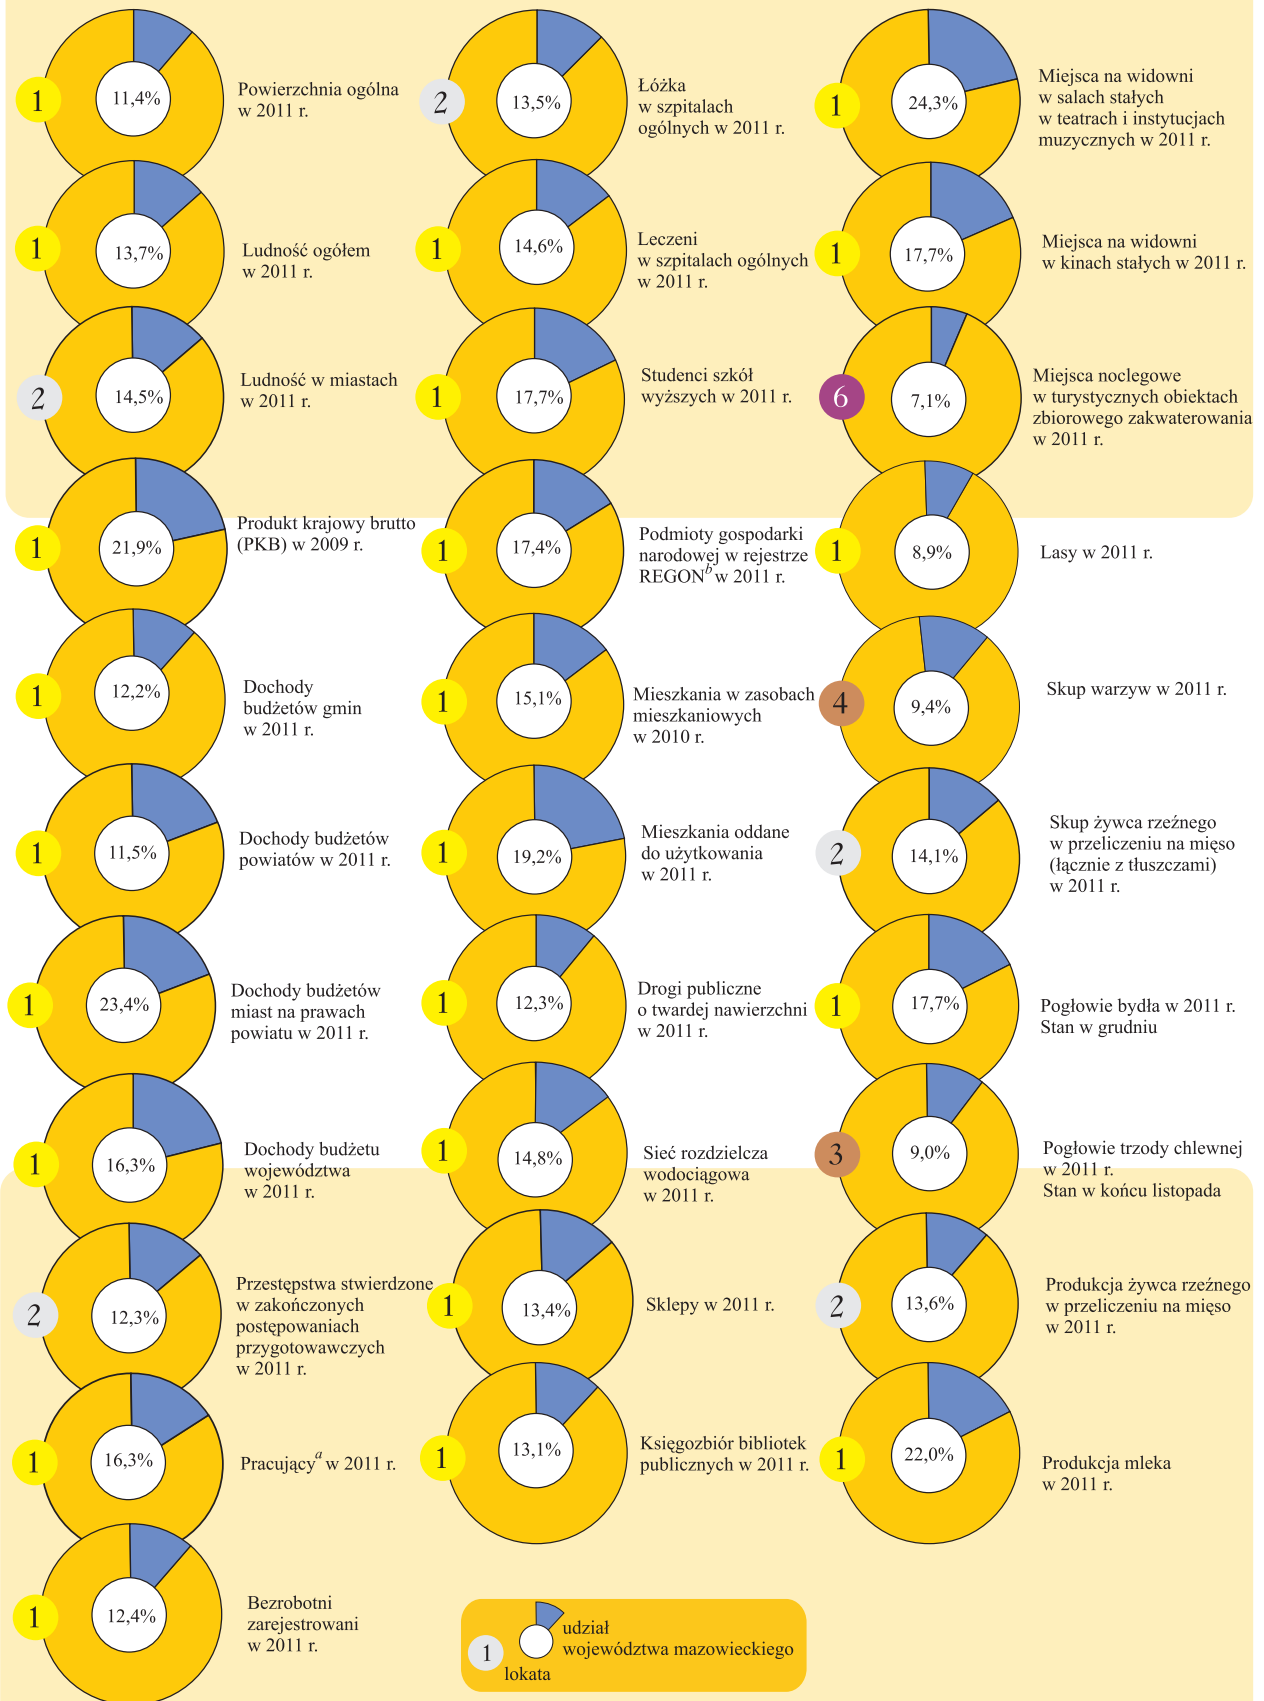 1
11,4%
Powierzchnia ogólna
w 2011 r.
1
13,7%
Ludność ogółem
w 2011 r.
2
14,5%
Ludność w miastach
w 2011 r.
1
21,9%
Produkt krajowy brutto
(PKB) w 2009 r.
1
12,2%
Dochody
budżetów gmin
w 2011 r.
1
11,5%
Dochody budżetów
powiatów w 2011 r.
1
23,4%
Dochody budżetów
miast na prawach
powiatu w 2011 r.
1
16,3%
Dochody budżetu
województwa
w 2011 r.
2
12,3%
Przestępstwa stwierdzone
w zakończonych
postępowaniach
przygotowawczych
w 2011 r.
1
16,3%
Pracujący a w 2011 r.
1
12,4%
Bezrobotni
zarejestrowani
w 2011 r.
2
13,5%
Łóżka
w szpitalach
ogólnych w 2011 r.
1
14,6%
Leczeni
w szpitalach ogólnych
w 2011 r.
1
17,7%
Studenci szkół
wyższych w 2011 r.
1
17,4%
Podmioty gospodarki
narodowej w rejestrze
REGON b w 2011 r.
1
15,1%
Mieszkania w zasobach
mieszkaniowych
w 2010 r.
1
19,2%
Mieszkania oddane
do użytkowania
w 2011 r.
1
12,3%
Drogi publiczne
o twardej nawierzchni
w 2011 r.
1
14,8%
Sieć rozdzielcza
wodociągowa
w 2011 r.
1
13,4%
Sklepy w 2011 r.
1
13,1%
Księgozbiór bibliotek
publicznych w 2011 r.
1
24,3%
Miejsca na widowni
w salach stałych
w teatrach i instytucjach
muzycznych w 2011 r.
1
17,7%
Miejsca na widowni
w kinach stałych w 2011 r.
6
7,1%
Miejsca noclegowe
w turystycznych obiektach
zbiorowego zakwaterowania
w 2011 r.
1
8,9%
Lasy w 2011 r.
4
9,4%
Skup warzyw w 2011 r.
2
14,1%
Skup żywca rzeźnego
w przeliczeniu na mięso
(łącznie z tłuszczami)
w 2011 r.
1
17,7%
Pogłowie bydła w 2011 r.
Stan w grudniu
3
9,0%
Pogłowie trzody chlewnej
w 2011 r.
Stan w końcu listopada
2
13,6%
Produkcja żywca rzeźnego
w przeliczeniu na mięso
w 2011 r.
1
22,0%
Produkcja mleka
w 2011 r.
1
udział
województwa mazowieckiego
lokata